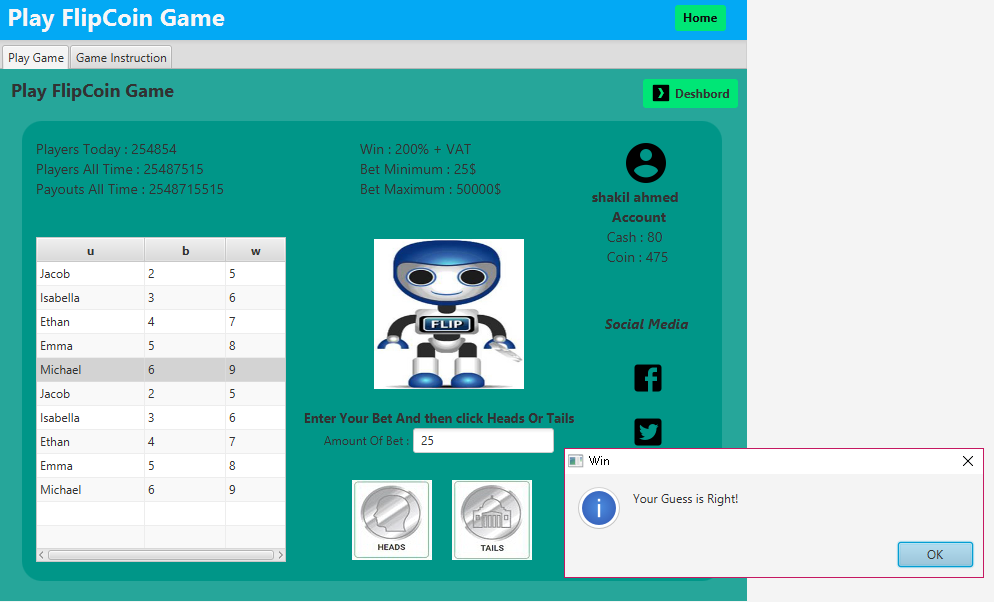 Play FlipCoin Game
Home
Play Game
Game Instruction
Play FlipCoin Game
Deshbord
Players Today : 254854
Players All Time : 25487515
Payouts All Time : 2548715515
Win : 200% + VAT
Bet Minimum : 25$
Bet Maximum : 50000$
shakil ahmed
Account
Cash : 80
Coin : 475
u b w
Jacob 2 5
Isabella 3 6
Ethan 4 7
Emma 5 8
Michael 6 9
Jacob 2 5
Isabella 3 6
Ethan 4 7
Emma 5 8
Michael 6 9
FLIP
Social Media
Enter Your Bet And then click Heads Or Tails
Amount Of Bet : 25
HEADS
TAILS
Win
Your Guess is Right!
OK